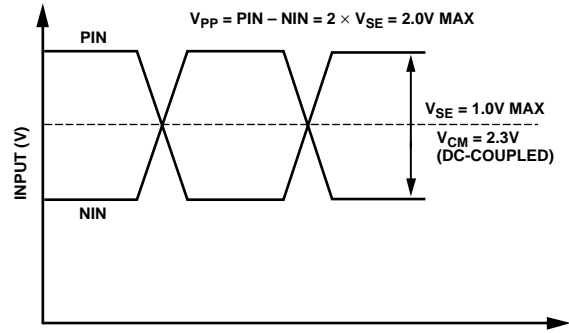 V_PP = PIN – NIN = 2 × V_SE = 2.0V MAX
PIN
V_SE = 1.0V MAX
V_CM = 2.3V
(DC-COUPLED)
INPUT (V)
NIN